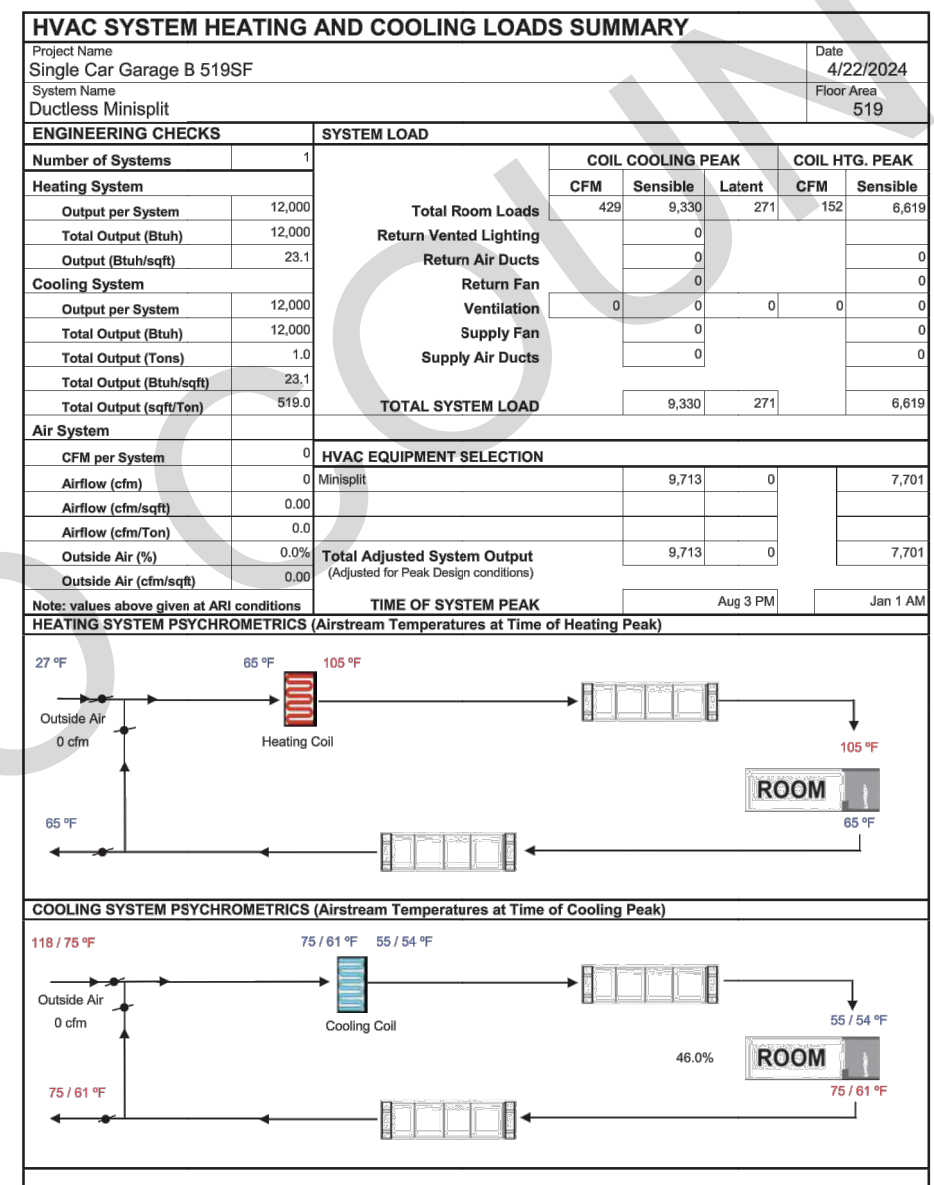 HVAC SYSTEM HEATING AND COOLING LOADS SUMMARY
Project Name Date
Single Car Garage B 519SF 4/22/2024
System Name Floor Area
Ductless Minisplit 519
ENGINEERING CHECKS SYSTEM LOAD
Number of Systems 1 COIL COOLING PEAK COIL HTG. PEAK
Heating System CFM Sensible Latent CFM Sensible
Output per System 12,000 Total Room Loads 429 9,330 271 152 6,619
Total Output (Btuh) 12,000 Return Vented Lighting 0
Output (Btuh/sqft) 23.1 Return Air Ducts 0 0
Cooling System Return Fan 0 0
Output per System 12,000 Ventilation 0 0 0 0 0
Total Output (Btuh) 12,000 Supply Fan 0 0
Total Output (Tons) 1.0 Supply Air Ducts 0 0
Total Output (Btuh/sqft) 23.1
Total Output (sqft/Ton) 519.0 TOTAL SYSTEM LOAD 9,330 271 6,619
Air System
CFM per System 0 HVAC EQUIPMENT SELECTION
Airflow (cfm) 0 Minisplit 9,713 0 7,701
Airflow (cfm/sqft) 0.00
Airflow (cfm/Ton) 0.0
Outside Air (%) 0.0% Total Adjusted System Output 9,713 0 7,701
Outside Air (cfm/sqft) 0.00 (Adjusted for Peak Design conditions)
Note: values above given at ARI conditions TIME OF SYSTEM PEAK Aug 3 PM Jan 1 AM
HEATING SYSTEM PSYCHROMETRICS (Airstream Temperatures at Time of Heating Peak)
27 ºF 65 ºF 105 ºF
Outside Air
0 cfm Heating Coil
105 ºF
ROOM
65 ºF 65 ºF
COOLING SYSTEM PSYCHROMETRICS (Airstream Temperatures at Time of Cooling Peak)
118 / 75 ºF 75 / 61 ºF 55 / 54 ºF
Outside Air
0 cfm Cooling Coil 55 / 54 ºF
46.0% ROOM
75 / 61 ºF 75 / 61 ºF
O COUN